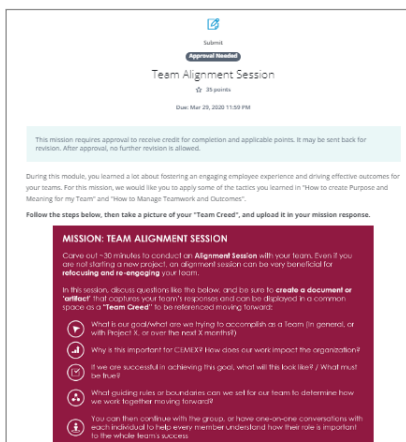 Submit
Approval Needed
Team Alignment Session
35 points
Due: Mar 29, 2020 11:59 PM
This mission requires approval to receive credit for completion and applicable points. It may be sent back for
revision. After approval, no further revision is allowed.
During this module, you learned a lot about fostering an engaging employee experience and driving effective outcomes for
your teams. For this mission, we would like you to apply some of the tactics you learned in "How to create Purpose and
Meaning for my Team" and "How to Manage Teamwork and Outcomes".
Follow the steps below, then take a picture of your "Team Creed", and upload it in your mission response.
MISSION: TEAM ALIGNMENT SESSION
Carve out ~30 minutes to conduct an Alignment Session with your team. Even if you
are not starting a new project, an alignment session can be very beneficial for
refocusing and re-engaging your team.
In this session, discuss questions like the below, and be sure to create a document or
'artifact' that captures your team's responses and can be displayed in a common
space as a "Team Creed" to be referenced moving forward:
What is our goal/what are we trying to accomplish as a Team (in general, or
with Project X, or over the next X months?)
Why is this important for CEMEX? How does our work impact the organization?
If we are successful in achieving this goal, what will this look like? / What must
be true?
What guiding rules or boundaries can we set for our team to determine how
we work together moving forward?
You can then continue with the group, or have one-on-one conversations with
each individual to help every member understand how their role is important
to the whole team's success